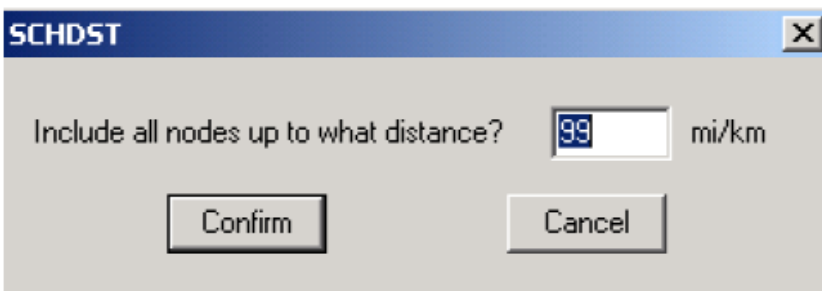 SCHDST
Include all nodes up to what distance? 99 mi/km
Confirm Cancel